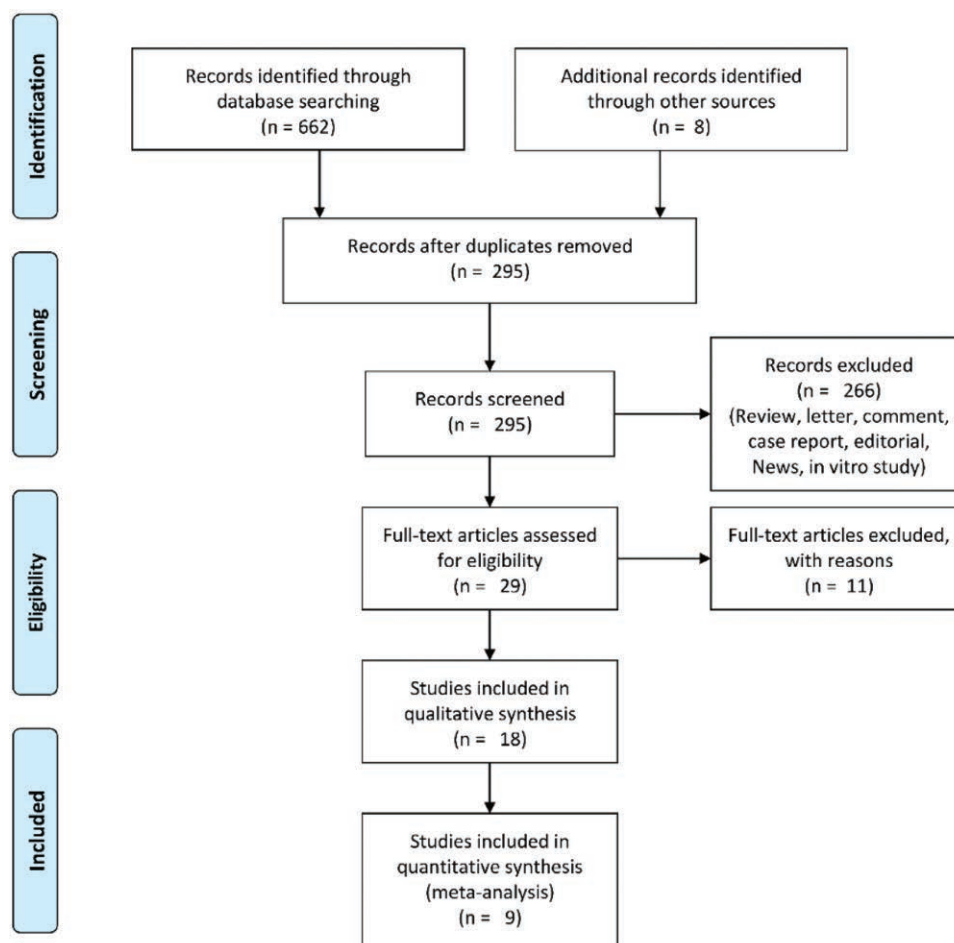 Identification
Records identified through
database searching
(n = 662)
Additional records identified
through other sources
(n = 8)
Records after duplicates removed
(n = 295)
Screening
Records screened
(n = 295)
Records excluded
(n = 266)
(Review, letter, comment,
case report, editorial,
News, in vitro study)
Eligibility
Full-text articles assessed
for eligibility
(n = 29)
Full-text articles excluded,
with reasons
(n = 11)
Studies included in
qualitative synthesis
(n = 18)
Included
Studies included in
quantitative synthesis
(meta-analysis)
(n = 9)